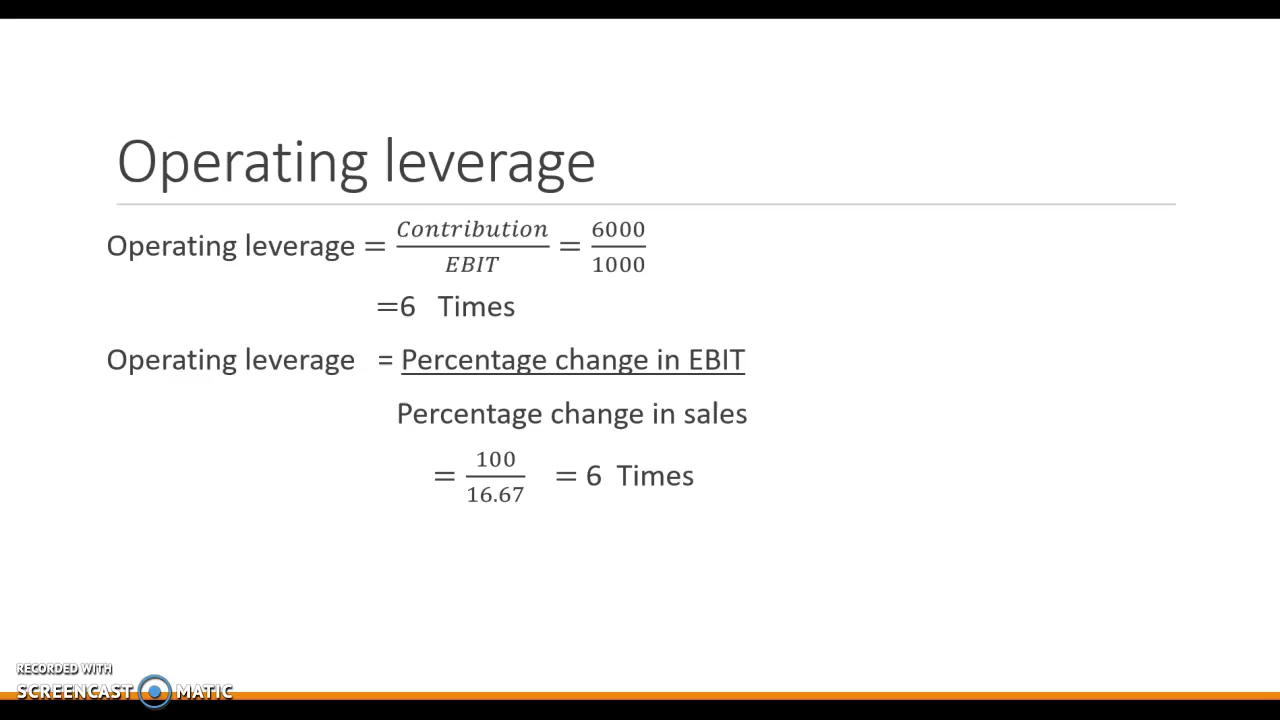 Operating leverage
Operating leverage = Contribution / EBIT = 6000 / 1000
=6 Times
Operating leverage = Percentage change in EBIT
Percentage change in sales
= 100 / 16.67 = 6 Times
RECORDED WITH
SCREENCAST MATIC